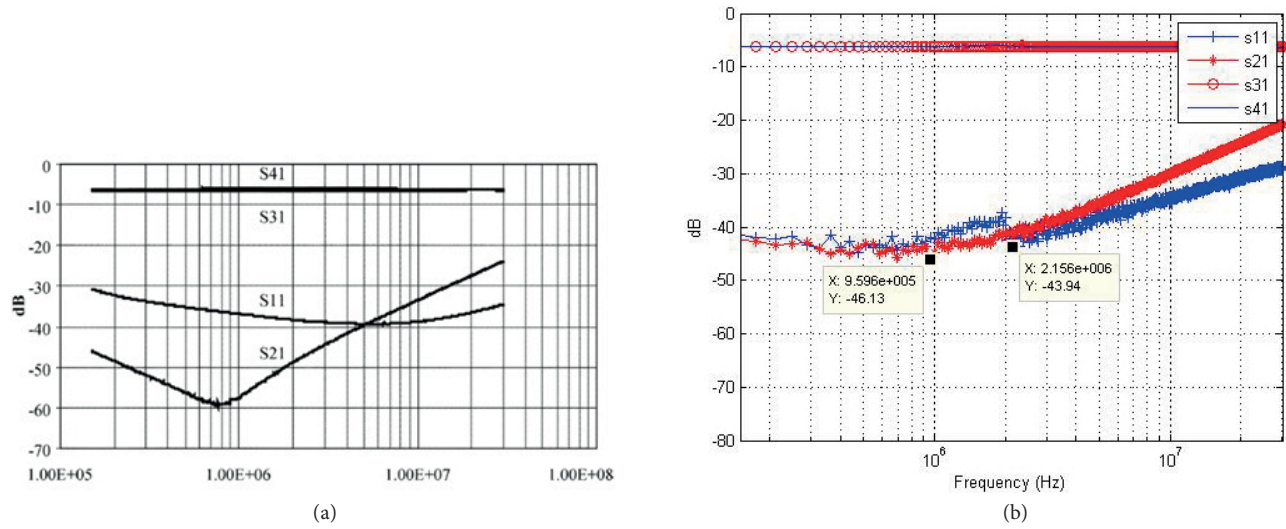 0
-10
-20
-30
-40
-50
-60
-70
dB
S41
S31
S11
S21
1.00E+05
1.00E+06
1.00E+07
1.00E+08
(a)
0
-10
-20
-30
-40
-50
-60
-70
-80
dB
s11
s21
s31
s41
X: 9.596e+005
Y: -46.13
X: 2.156e+006
Y: -43.94
10^6
10^7
Frequency (Hz)
(b)